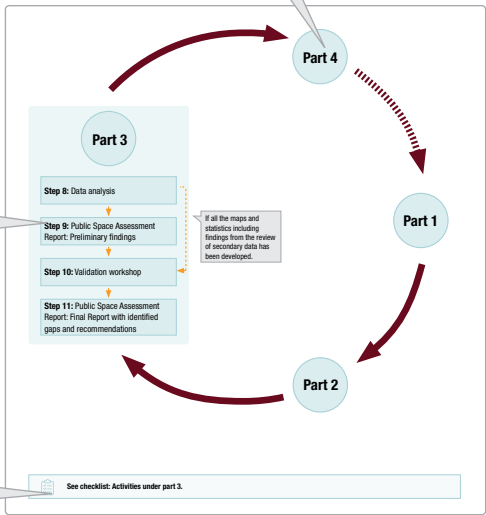 Part 4
Part 3
Step 8: Data analysis
Step 9: Public Space Assessment
Report: Preliminary findings
If all the maps and
statistics including
findings from the review
of secondary data has
been developed.
Part 1
Step 10: Validation workshop
Step 11: Public Space Assessment
Report: Final Report with identified
gaps and recommendations
Part 2
See checklist: Activities under part 3.